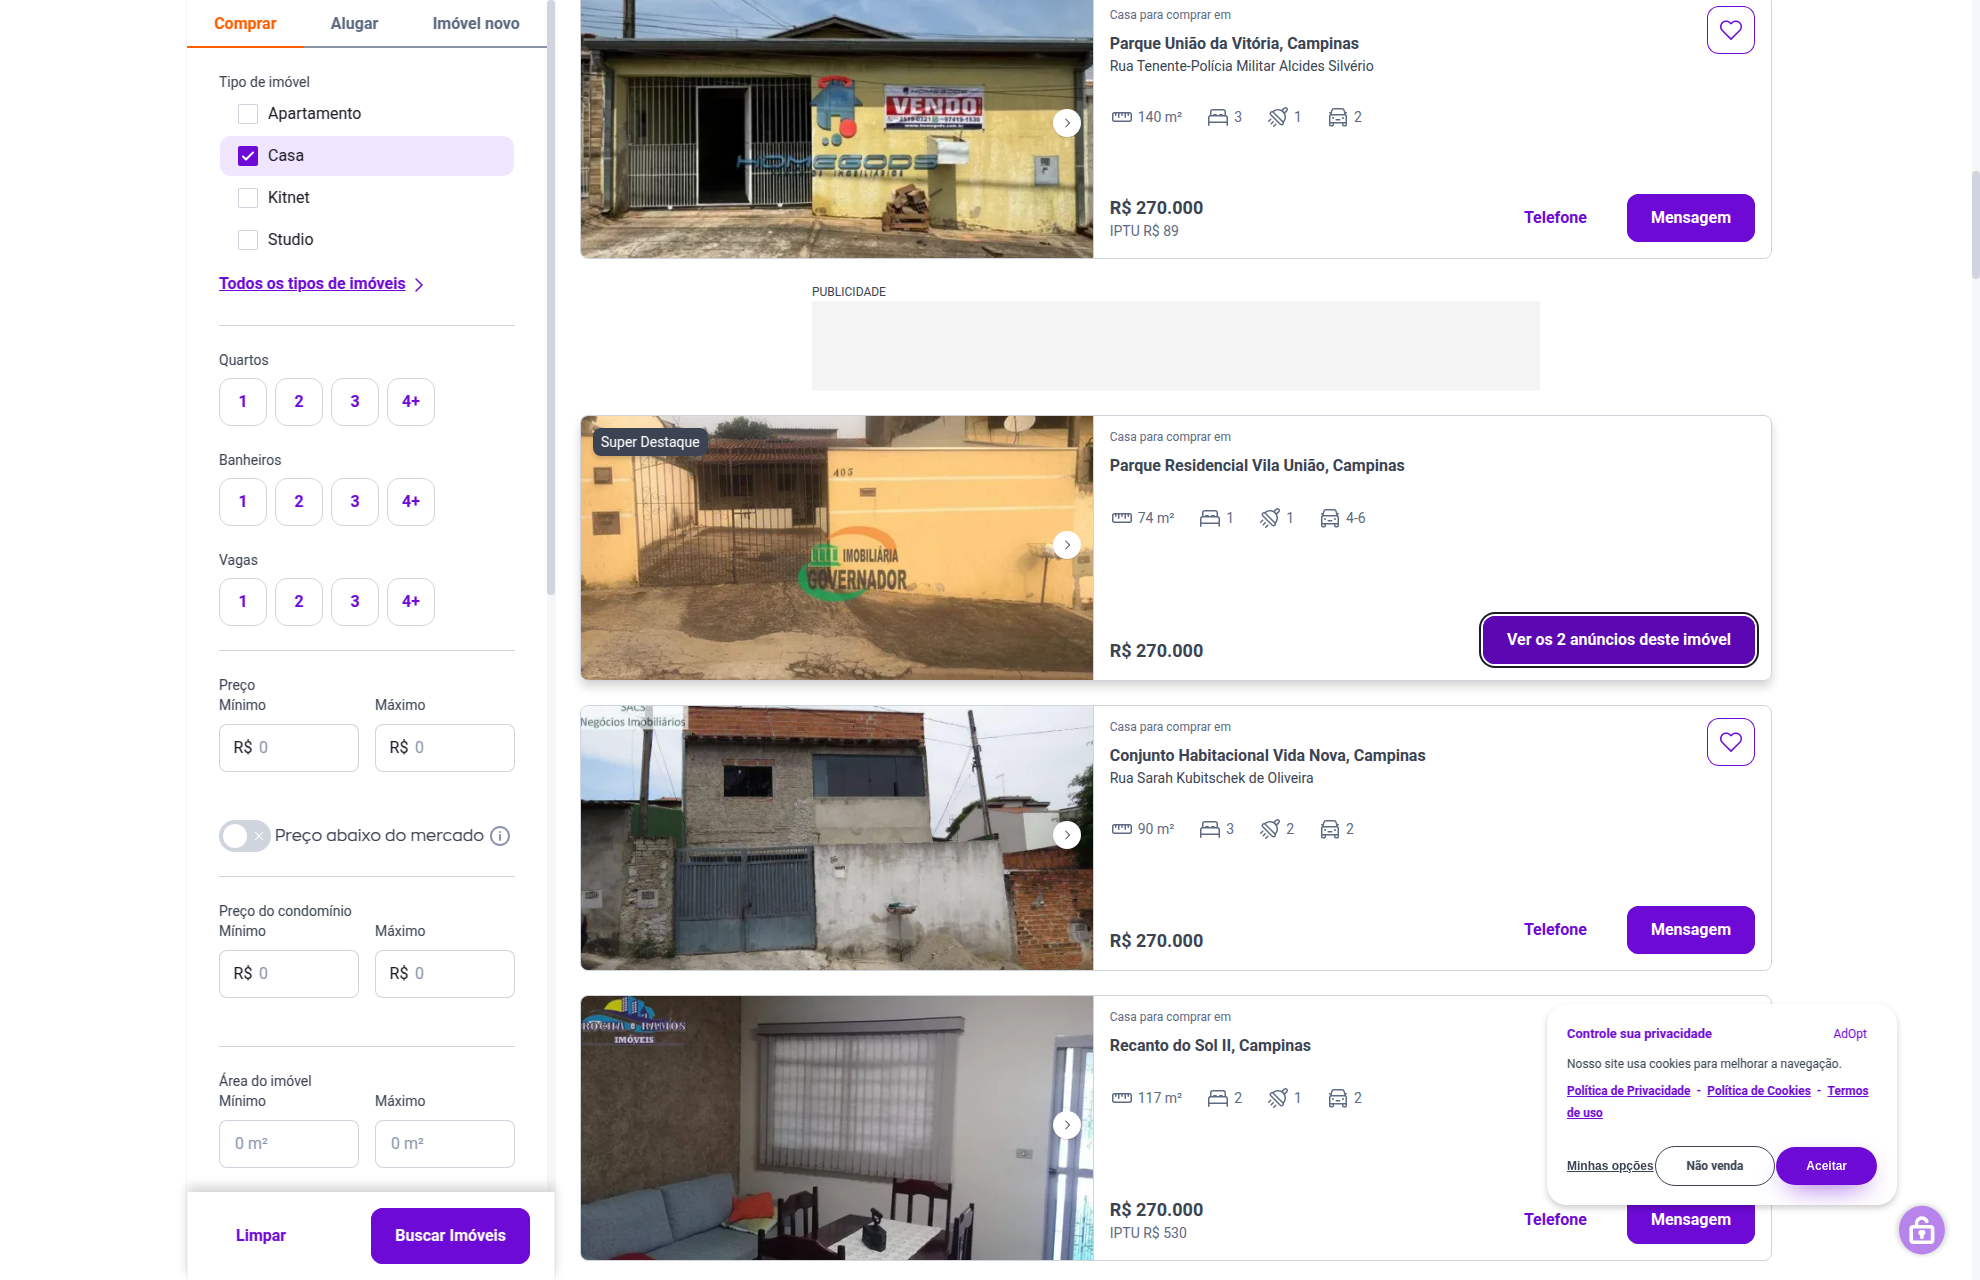 Comprar
Alugar
Imóvel novo
Tipo de imóvel
Apartamento
Casa
Kitnet
Studio
Todos os tipos de imóveis
Quartos
1
2
3
4+
Banheiros
1
2
3
4+
Vagas
1
2
3
4+
Preço
Mínimo
Máximo
R$ 0
R$ 0
Preço abaixo do mercado
Preço do condomínio
Mínimo
Máximo
R$ 0
R$ 0
Área do imóvel
Mínimo
Máximo
0 m²
0 m²
Limpar
Buscar Imóveis
VENDO
HOMEGODS
Casa para comprar em
Parque União da Vitória, Campinas
Rua Tenente-Polícia Militar Alcides Silvério
140 m²
3
1
2
R$ 270.000
IPTU R$ 89
Telefone
Mensagem
PUBLICIDADE
Super Destaque
403
IMOBILIÁRIA
GOVERNADOR
Casa para comprar em
Parque Residencial Vila União, Campinas
74 m²
1
1
4-6
R$ 270.000
Ver os 2 anúncios deste imóvel
SACS
Negócios Imobiliários
Casa para comprar em
Conjunto Habitacional Vida Nova, Campinas
Rua Sarah Kubitschek de Oliveira
90 m²
3
2
2
R$ 270.000
Telefone
Mensagem
ROCHA e RAMOS
IMÓVEIS
Casa para comprar em
Recanto do Sol II, Campinas
117 m²
2
1
2
R$ 270.000
IPTU R$ 530
Telefone
Mensagem
Controle sua privacidade
AdOpt
Nosso site usa cookies para melhorar a navegação.
Política de Privacidade - Política de Cookies - Termos
de uso
Minhas opções
Não venda
Aceitar